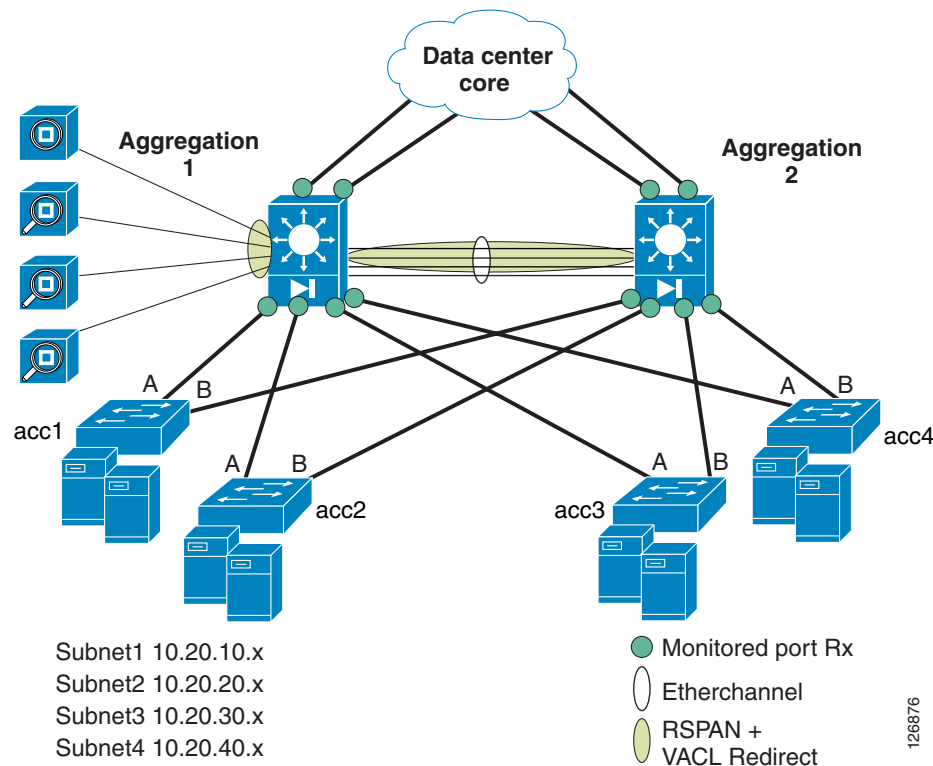 Data center
core
Aggregation
1
Aggregation
2
A
B
acc1
A
B
acc2
A
B
acc3
A
B
acc4
Subnet1 10.20.10.x
Subnet2 10.20.20.x
Subnet3 10.20.30.x
Subnet4 10.20.40.x
Monitored port Rx
Etherchannel
RSPAN +
VACL Redirect
126876